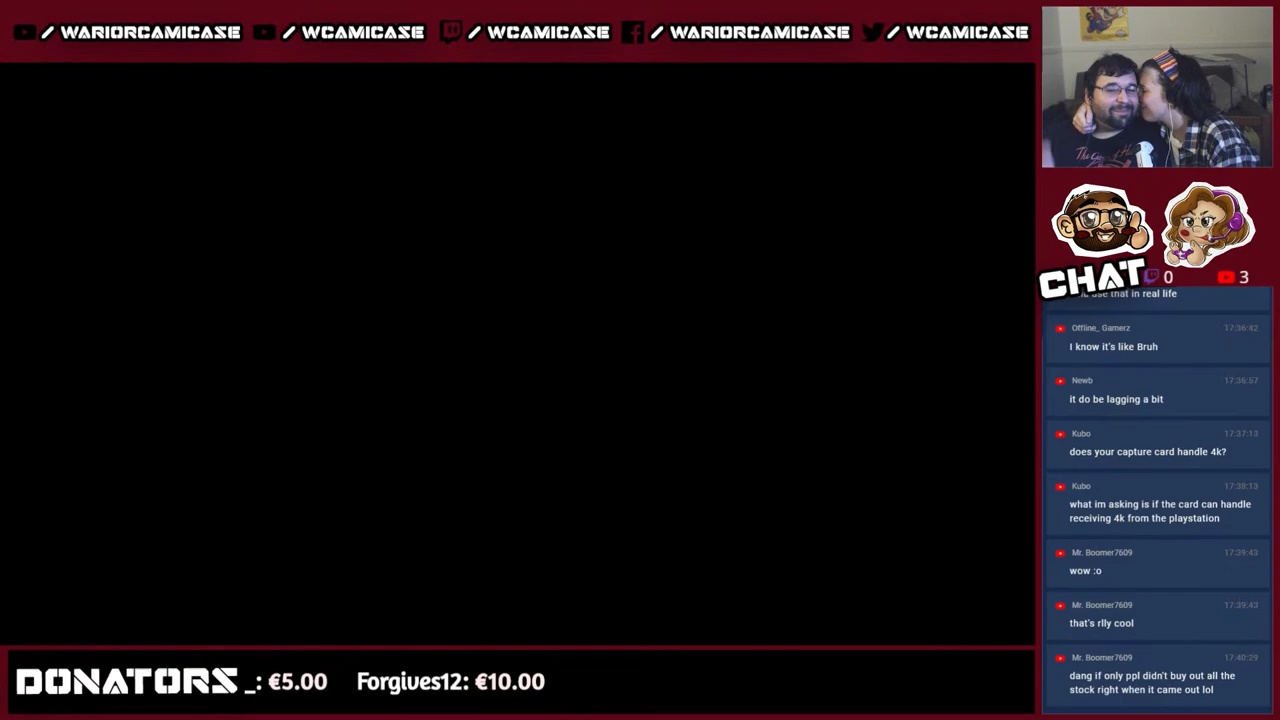 / WARIORCAMICASE / WCAMICASE / WCAMICASE / WARIORCAMICASE / WCAMICASE
CHAT 0 3
use that in real life
Offline_ Gamerz 17:36:42
I know it's like Bruh
Newb 17:36:57
it do be lagging a bit
Kubo 17:37:13
does your capture card handle 4k?
Kubo 17:38:13
what im asking is if the card can handle
receiving 4k from the playstation
Mr. Boomer7609 17:39:43
wow :o
Mr. Boomer7609 17:39:43
that's rlly cool
Mr. Boomer7609 17:40:29
dang if only ppl didn't buy out all the
stock right when it came out lol
DONATORS _: €5.00 Forgives12: €10.00